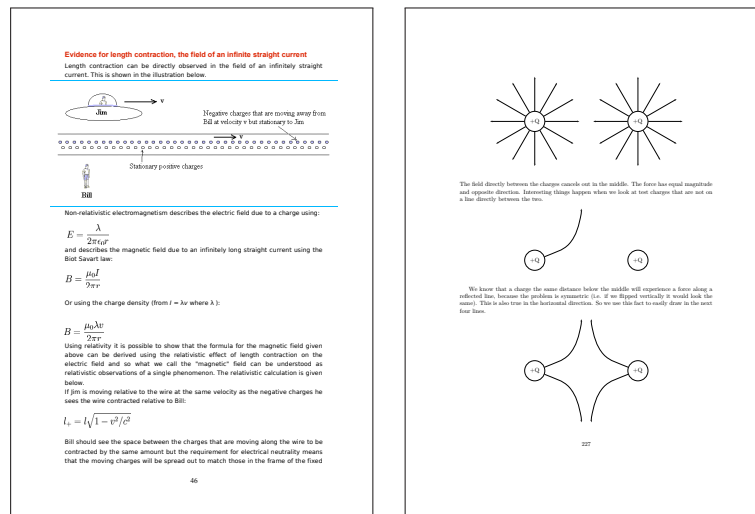 Evidence for length contraction, the field of an infinite straight current
Length contraction can be directly observed in the field of an infinitely straight
current. This is shown in the illustration below.
v
Jim
Negative charges that are moving away from
Bill at velocity v but stationary to Jim
v
Stationary positive charges
Bill
Non-relativistic electromagnetism describes the electric field due to a charge using:
E = λ / 2πϵ₀r
and describes the magnetic field due to an infinitely long straight current using the
Biot Savart law:
B = μ₀I / 2πr
Or using the charge density (from I = λv where λ ):
B = μ₀λv / 2πr
Using relativity it is possible to show that the formula for the magnetic field given
above can be derived using the relativistic effect of length contraction on the
electric field and so what we call the "magnetic" field can be understood as
relativistic observations of a single phenomenon. The relativistic calculation is given
below.
If Jim is moving relative to the wire at the same velocity as the negative charges he
sees the wire contracted relative to Bill:
l₊ = l√1 − v²/c²
Bill should see the space between the charges that are moving along the wire to be
contracted by the same amount but the requirement for electrical neutrality means
that the moving charges will be spread out to match those in the frame of the fixed
46
+Q +Q
The field directly between the charges cancels out in the middle. The force has equal magnitude
and opposite direction. Interesting things happen when we look at test charges that are not on
a line directly between the two.
+Q +Q
We know that a charge the same distance below the middle will experience a force along a
reflected line, because the problem is symmetric (i.e. if we flipped vertically it would look the
same). This is also true in the horizontal direction. So we use this fact to easily draw in the next
four lines.
+Q +Q
227